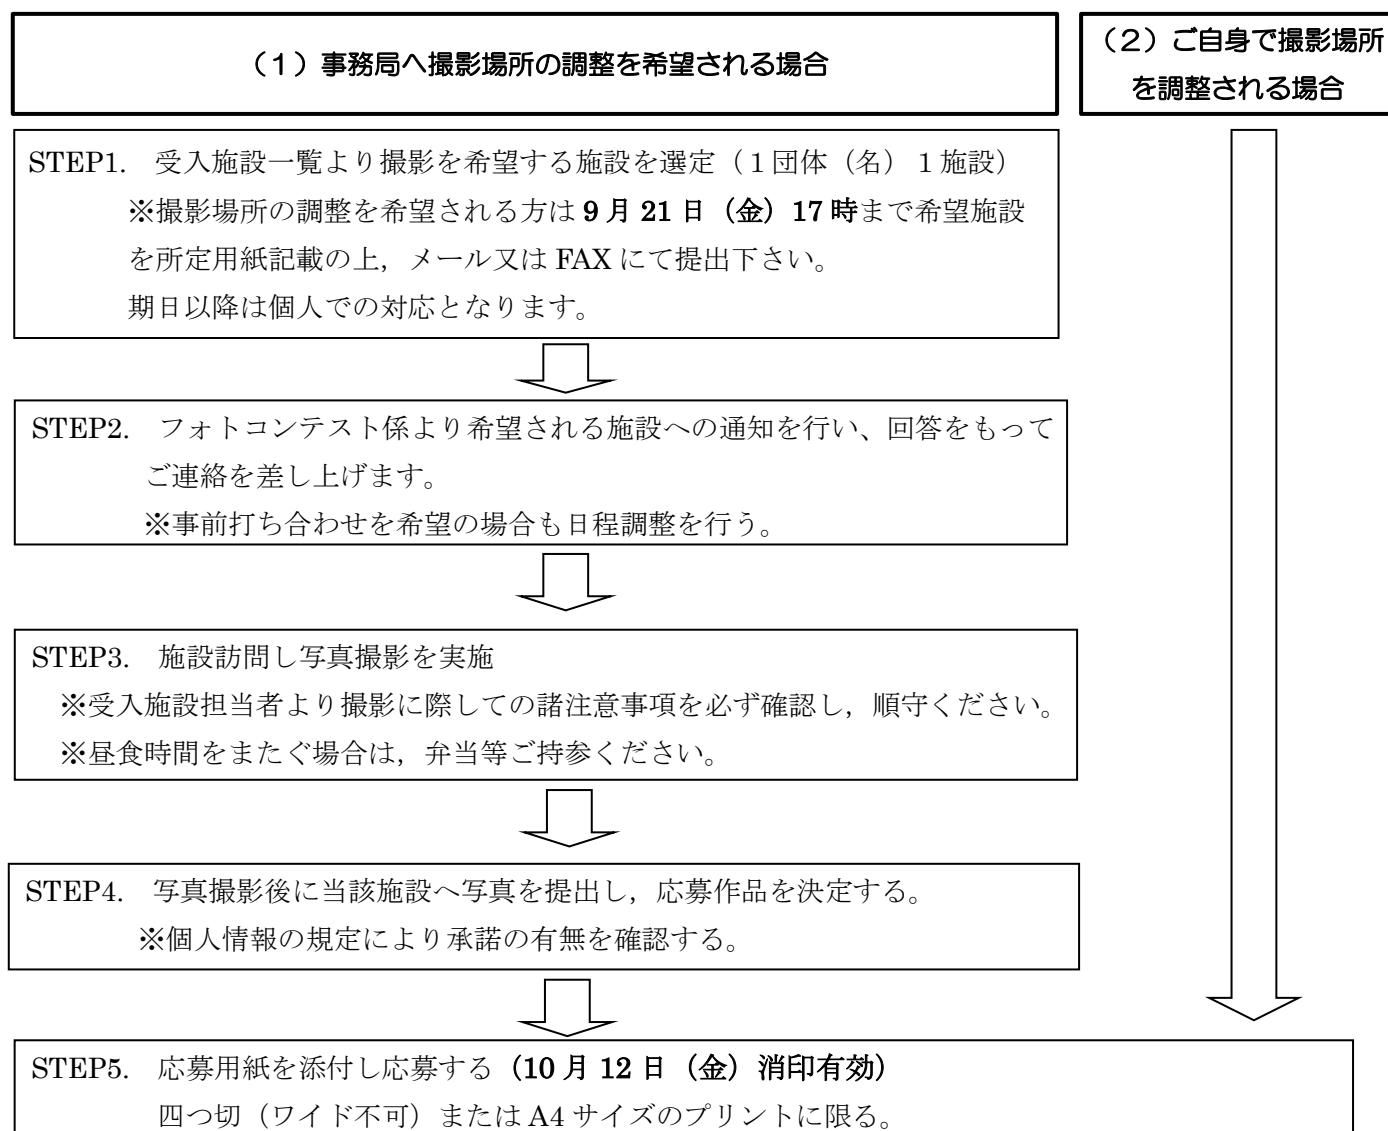 （１）事務局へ撮影場所の調整を希望される場合
（２）ご自身で撮影場所
を調整される場合
STEP1. 受入施設一覧より撮影を希望する施設を選定（１団体（名）１施設）
※撮影場所の調整を希望される方は 9 月 21 日（金）17 時まで希望施設
を所定用紙記載の上，メール又は FAX にて提出下さい。
期日以降は個人での対応となります。
STEP2. フォトコンテスト係より希望される施設への通知を行い、回答をもって
ご連絡を差し上げます。
※事前打ち合わせを希望の場合も日程調整を行う。
STEP3. 施設訪問し写真撮影を実施
※受入施設担当者より撮影に際しての諸注意事項を必ず確認し，順守ください。
※昼食時間をまたぐ場合は，弁当等ご持参ください。
STEP4. 写真撮影後に当該施設へ写真を提出し，応募作品を決定する。
※個人情報の規定により承諾の有無を確認する。
STEP5. 応募用紙を添付し応募する（10 月 12 日（金）消印有効）
四つ切（ワイド不可）または A4 サイズのプリントに限る。